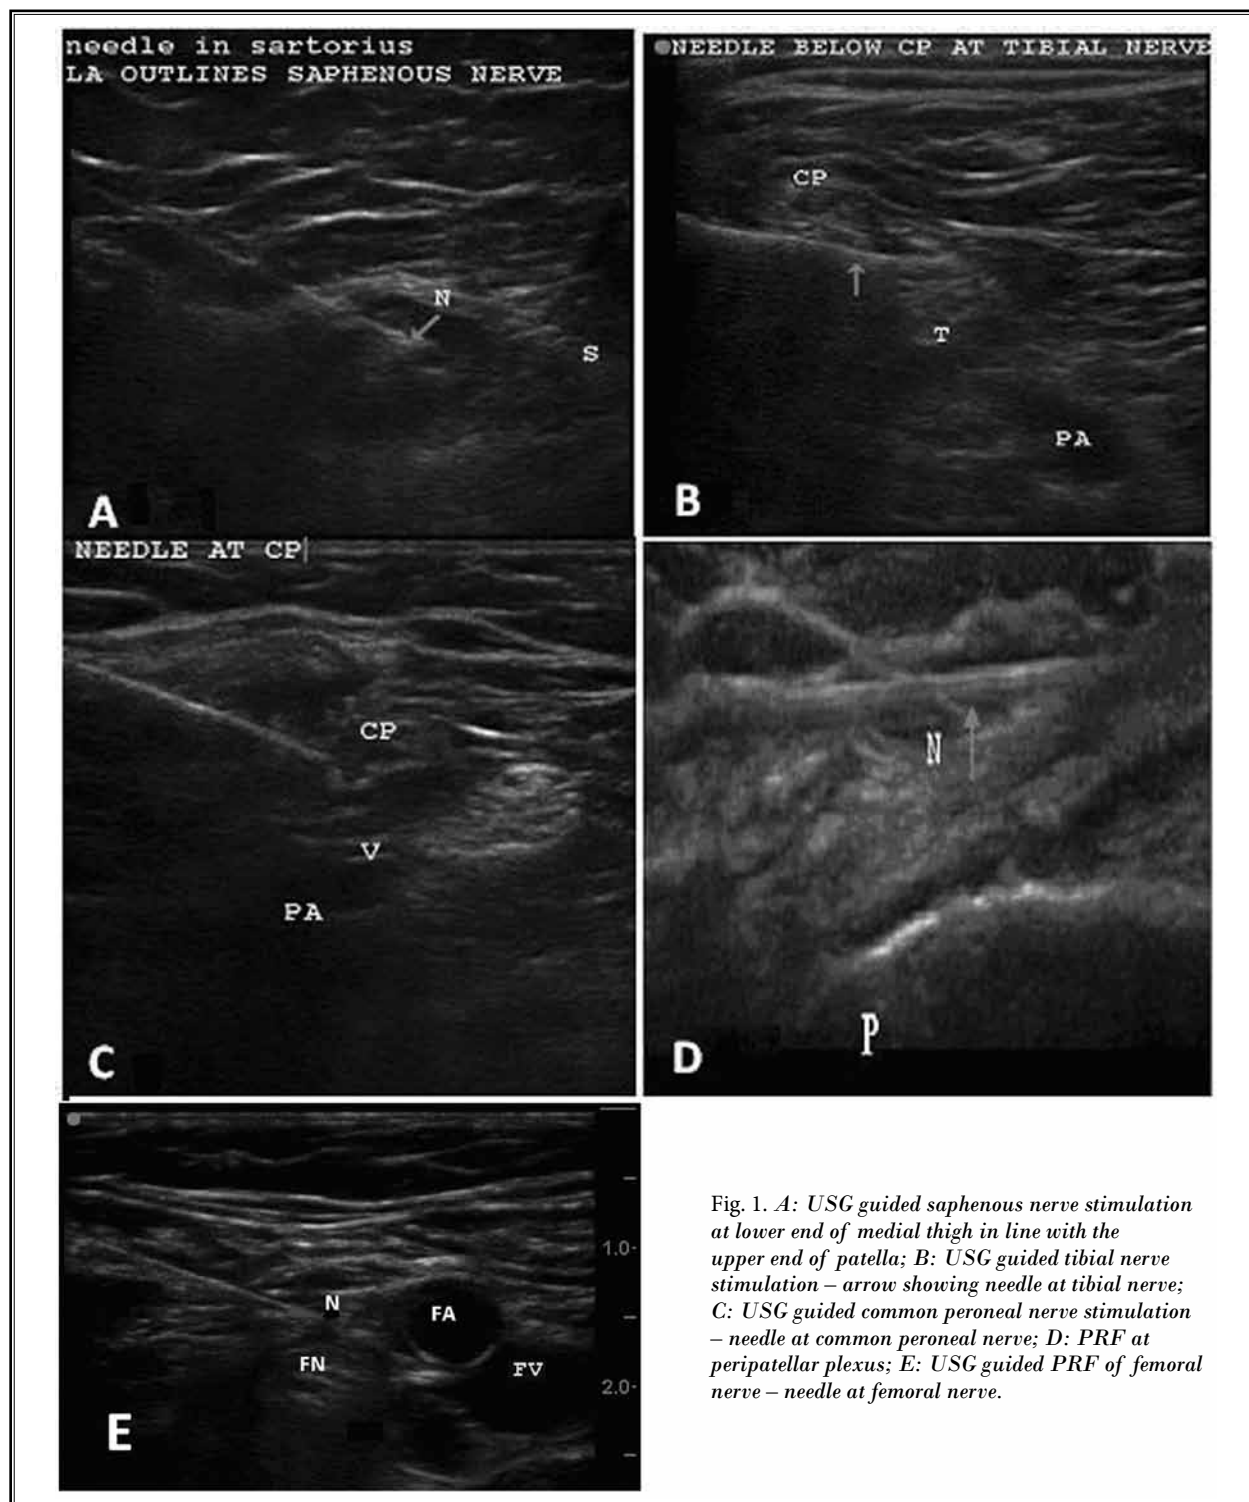 needle in sartorius
LA OUTLINES SAPHENOUS NERVE
N
S
A
NEEDLE BELOW CP AT TIBIAL NERVE
CP
T
PA
B
NEEDLE AT CP
CP
V
PA
C
N
P
D
1.0
N
FA
FN
FV
2.0
E
Fig. 1. A: USG guided saphenous nerve stimulation
at lower end of medial thigh in line with the
upper end of patella; B: USG guided tibial nerve
stimulation – arrow showing needle at tibial nerve;
C: USG guided common peroneal nerve stimulation
– needle at common peroneal nerve; D: PRF at
peripatellar plexus; E: USG guided PRF of femoral
nerve – needle at femoral nerve.